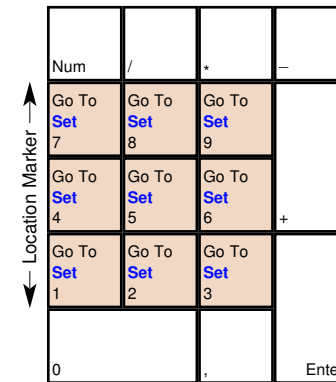 Num / * –
Go To Go To Go To
Set Set Set
7 8 9
Go To Go To Go To
Set Set Set
4 5 6 +
Go To Go To Go To
Set Set Set
1 2 3
0 , Ente
Location Marker